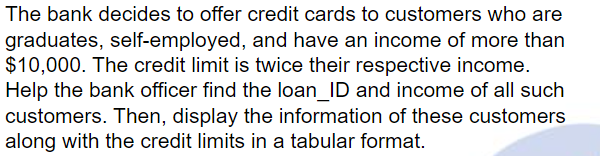 The bank decides to offer credit cards to customers who are
graduates, self-employed, and have an income of more than
$10,000. The credit limit is twice their respective income.
Help the bank officer find the loan_ID and income of all such
customers. Then, display the information of these customers
along with the credit limits in a tabular format.